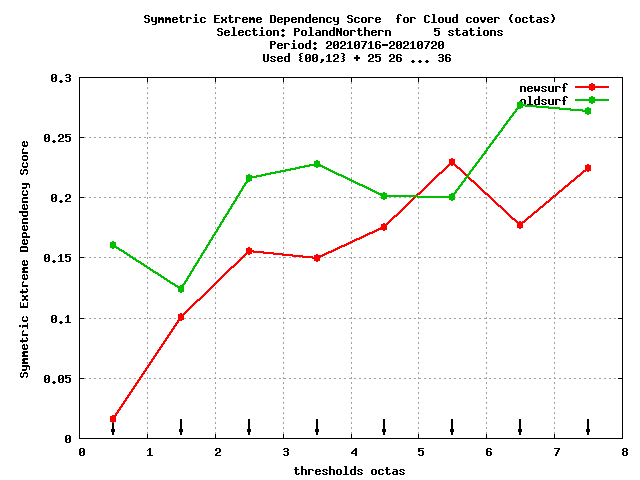 Symmetric Extreme Dependency Score  for Cloud cover (octas)
Selection: PolandNorthern      5 stations
Period: 20210716-20210720
Used {00,12} + 25 26 ... 36
newsurf
oldsurf
0.3
0.25
0.2
0.15
0.1
0.05
0
Symmetric Extreme Dependency Score
0 1 2 3 4 5 6 7 8
thresholds octas